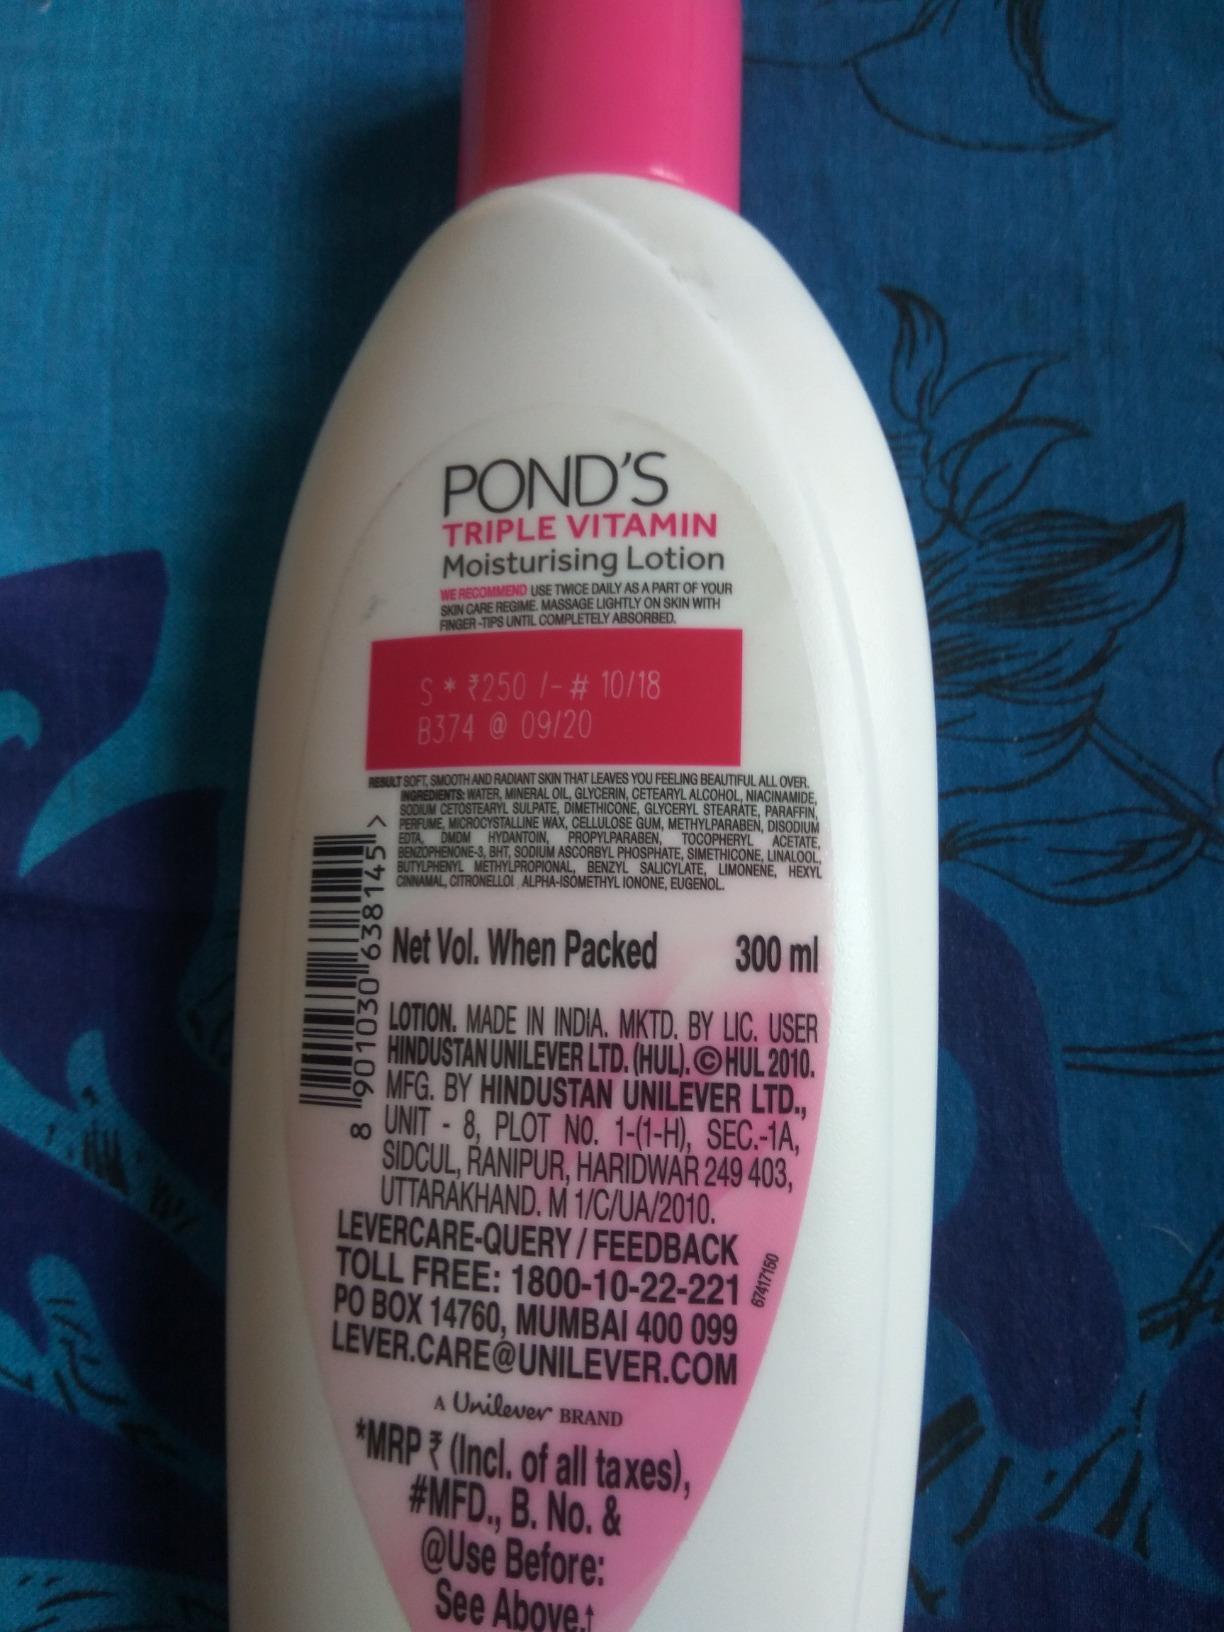 POND'S
TRIPLE VITAMIN
Moisturising Lotion
WE RECOMMEND USE TWICE DAILY AS A PART OF YOUR
SKIN CARE REGIME. MASSAGE LIGHTLY ON SKIN WITH
FINGER-TIPS UNTIL COMPLETELY ABSORBED.
S * ₹250 /- # 10/18
B374 @ 09/20
RESULT SOFT, SMOOTH AND RADIANT SKIN THAT LEAVES YOU FEELING BEAUTIFUL ALL OVER.
INGREDIENTS: WATER, MINERAL OIL, GLYCERIN, CETEARYL ALCOHOL, NIACINAMIDE,
SODIUM CETOSTEARYL SULPATE, DIMETHICONE, GLYCERYL STEARATE, PARAFFIN,
PERFUME, MICROCYSTALLINE WAX, CELLULOSE GUM, METHYLPARABEN, DISODIUM
EDTA, DMDM HYDANTOIN, PROPYLPARABEN, TOCOPHERYL ACETATE,
BENZOPHENONE-3, BHT, SODIUM ASCORBYL PHOSPHATE, SIMETHICONE, LINALOOL,
BUTYLPHENYL METHYLPROPIONAL, BENZYL SALICYLATE, LIMONENE, HEXYL
CINNAMAL, CITRONELLOL, ALPHA-ISOMETHYL IONONE, EUGENOL.
8 901030 638145 >
Net Vol. When Packed 300 ml
LOTION. MADE IN INDIA. MKTD. BY LIC. USER
HINDUSTAN UNILEVER LTD. (HUL). © HUL 2010.
MFG. BY HINDUSTAN UNILEVER LTD.,
UNIT - 8, PLOT NO. 1-(1-H), SEC.-1A,
SIDCUL, RANIPUR, HARIDWAR 249 403,
UTTARAKHAND. M 1/C/UA/2010.
LEVERCARE-QUERY / FEEDBACK
TOLL FREE: 1800-10-22-221
PO BOX 14760, MUMBAI 400 099
LEVER.CARE@UNILEVER.COM
67417150
A Unilever BRAND
*MRP ₹ (Incl. of all taxes),
#MFD., B. No. &
@Use Before:
See Above.↑